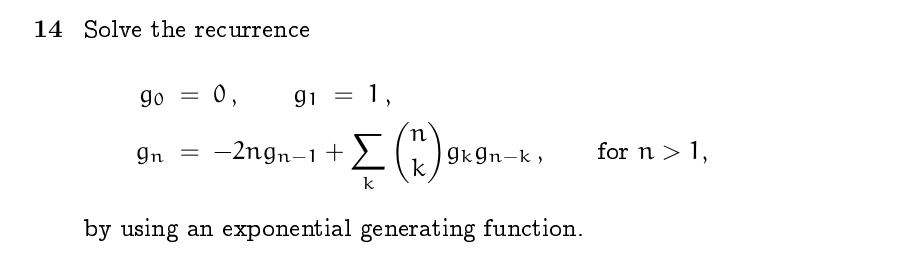 14 Solve the recurrence
g₀ = 0, g₁ = 1,
gₙ = −2ngₙ₋₁ + ∑ₖ (n k) gₖgₙ₋ₖ, for n > 1,
by using an exponential generating function.